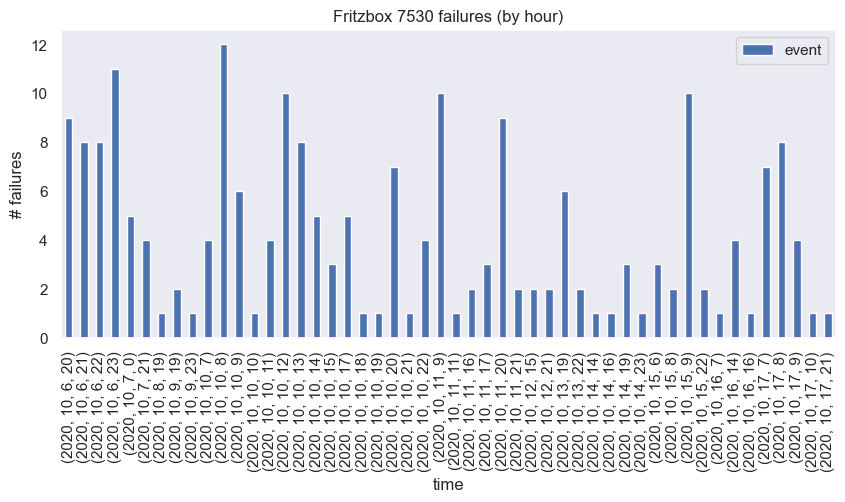 Fritzbox 7530 failures (by hour)
event
# failures
12
10
8
6
4
2
0
(2020, 10, 6, 20)
(2020, 10, 6, 21)
(2020, 10, 6, 22)
(2020, 10, 6, 23)
(2020, 10, 7, 0)
(2020, 10, 7, 21)
(2020, 10, 8, 19)
(2020, 10, 9, 19)
(2020, 10, 9, 23)
(2020, 10, 10, 7)
(2020, 10, 10, 8)
(2020, 10, 10, 9)
(2020, 10, 10, 10)
(2020, 10, 10, 11)
(2020, 10, 10, 12)
(2020, 10, 10, 13)
(2020, 10, 10, 14)
(2020, 10, 10, 15)
(2020, 10, 10, 17)
(2020, 10, 10, 18)
(2020, 10, 10, 19)
(2020, 10, 10, 20)
(2020, 10, 10, 21)
(2020, 10, 10, 22)
(2020, 10, 11, 9)
(2020, 10, 11, 11)
(2020, 10, 11, 16)
(2020, 10, 11, 17)
(2020, 10, 11, 20)
(2020, 10, 11, 21)
(2020, 10, 12, 15)
(2020, 10, 12, 21)
(2020, 10, 13, 19)
(2020, 10, 13, 22)
(2020, 10, 14, 14)
(2020, 10, 14, 16)
(2020, 10, 14, 19)
(2020, 10, 14, 23)
(2020, 10, 15, 6)
(2020, 10, 15, 8)
(2020, 10, 15, 9)
(2020, 10, 15, 22)
(2020, 10, 16, 7)
(2020, 10, 16, 14)
(2020, 10, 16, 16)
(2020, 10, 17, 7)
(2020, 10, 17, 8)
(2020, 10, 17, 9)
(2020, 10, 17, 10)
(2020, 10, 17, 21)
time